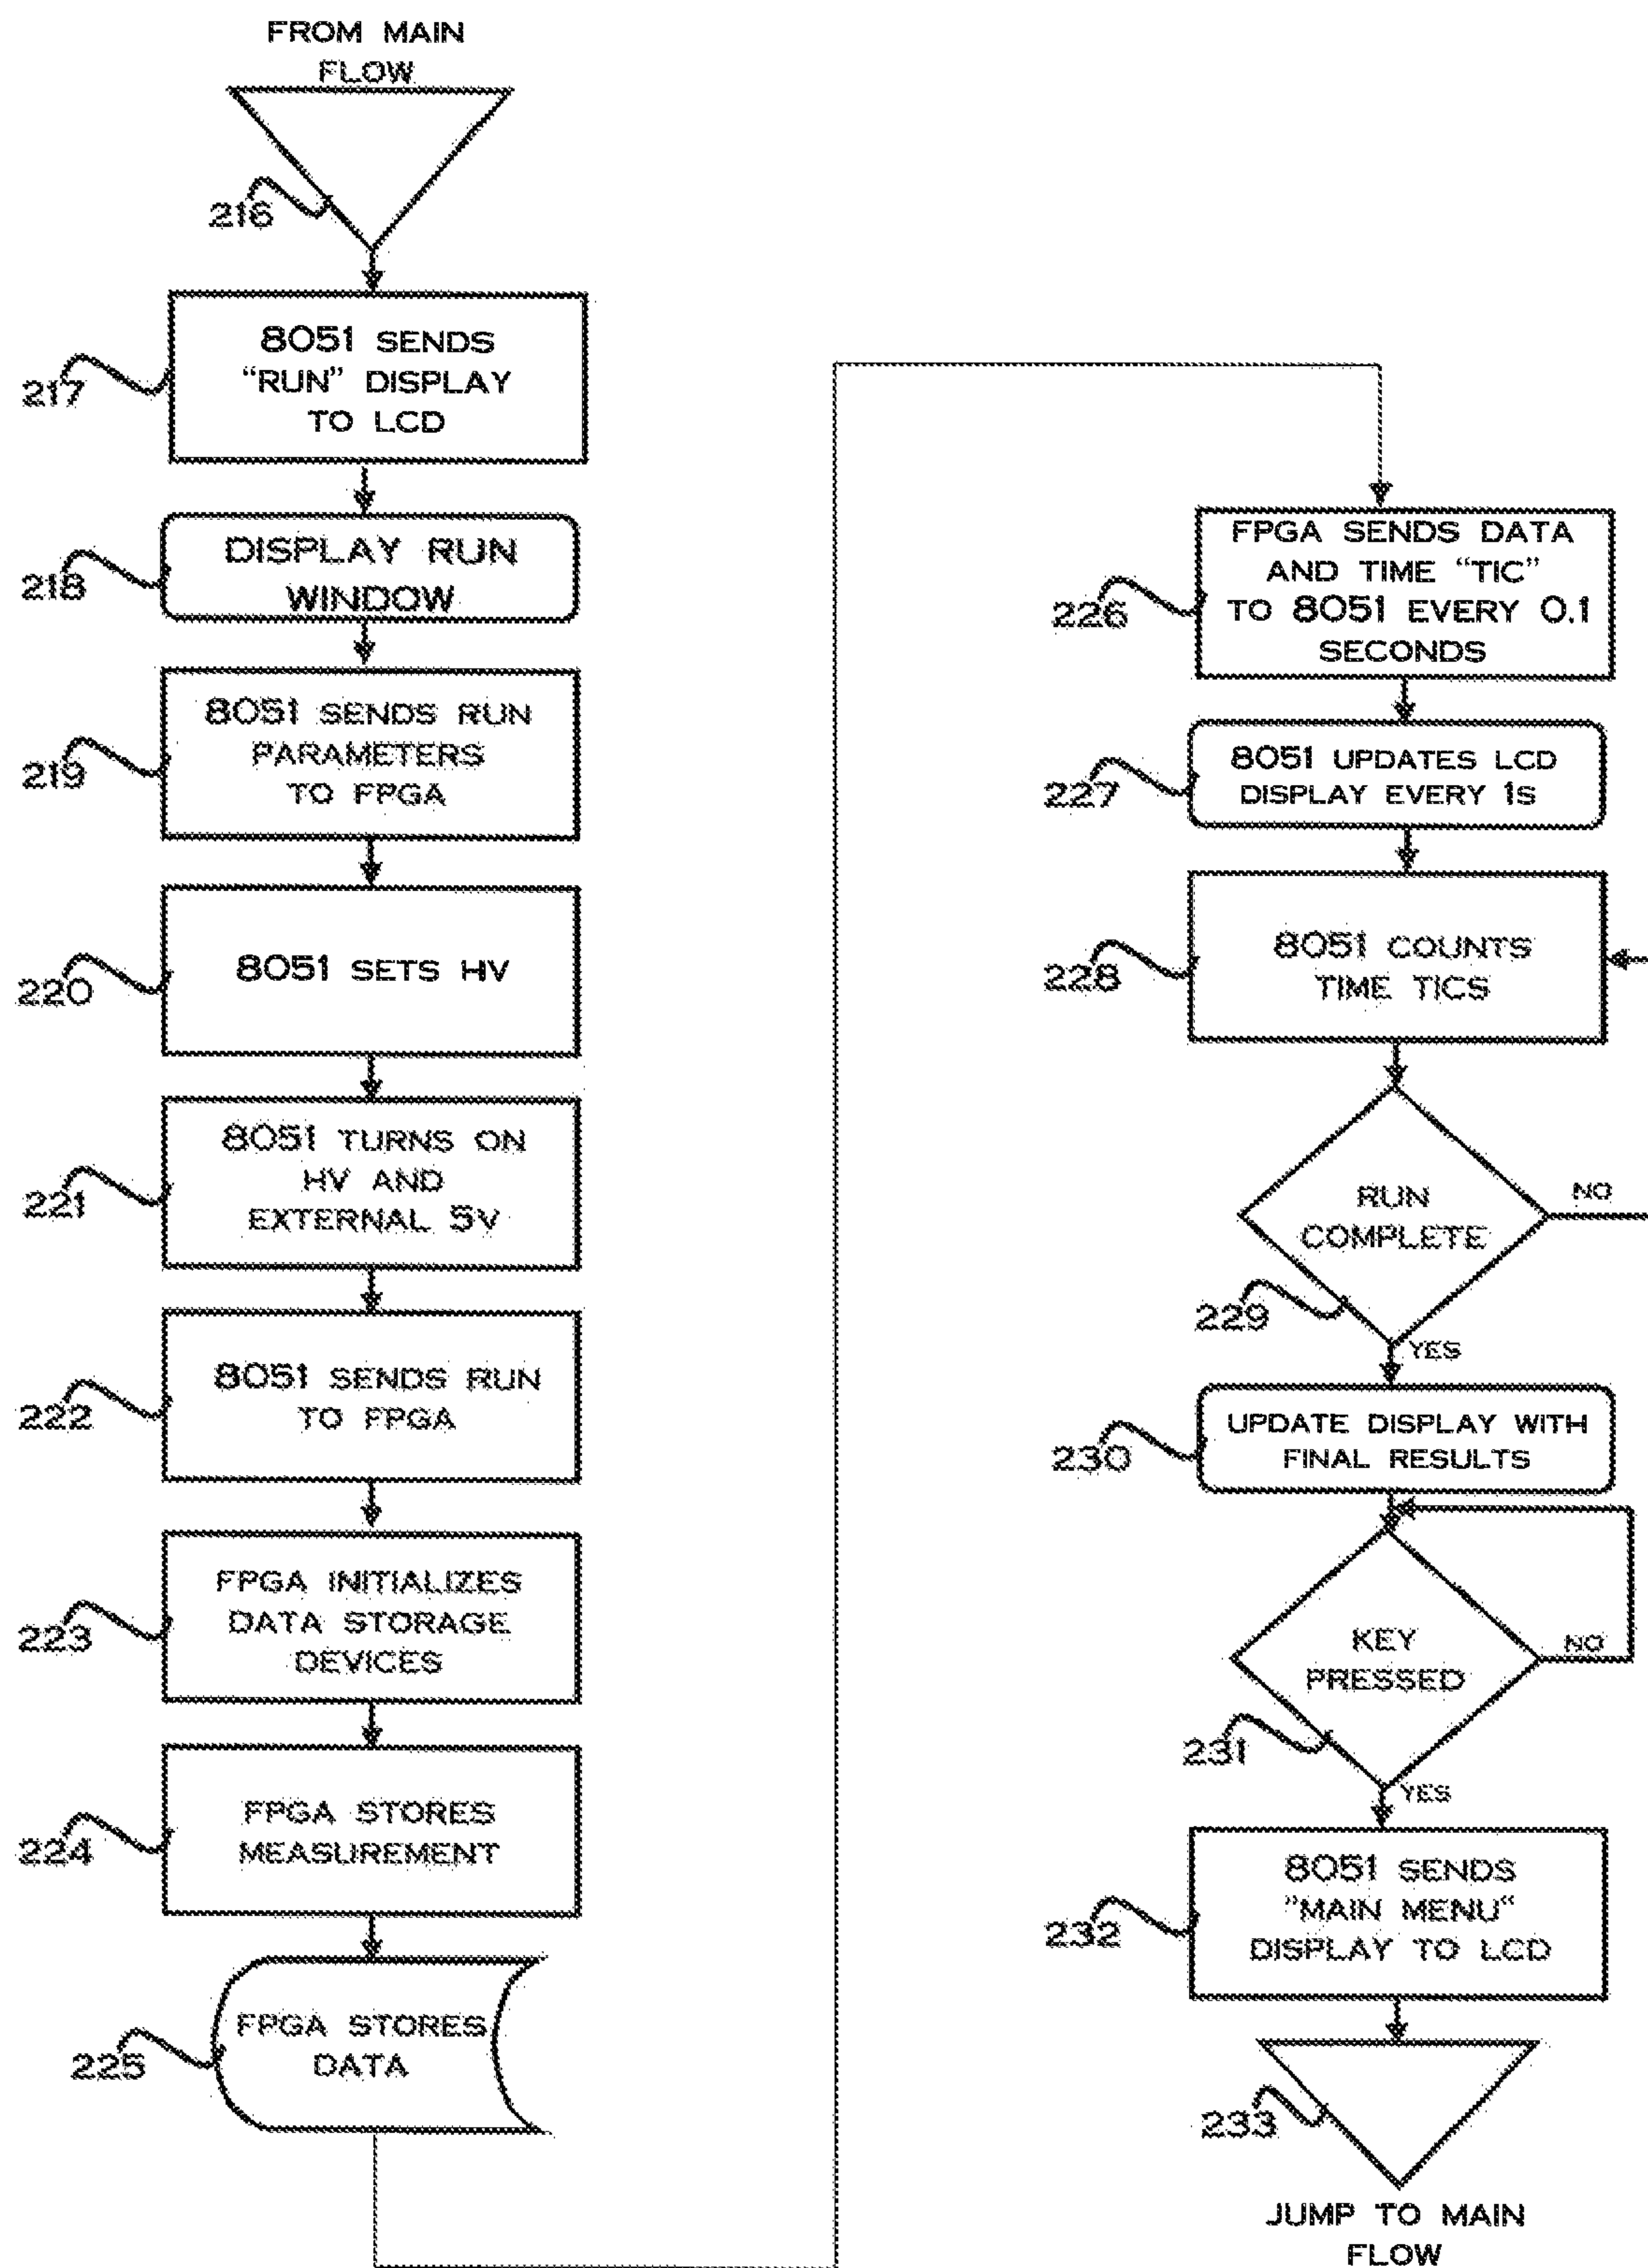 FROM MAIN
FLOW
216
8051 SENDS
"RUN" DISPLAY
TO LCD
217
DISPLAY RUN
WINDOW
218
8051 SENDS RUN
PARAMETERS
TO FPGA
219
8051 SETS HV
220
8051 TURNS ON
HV AND
EXTERNAL 5V
221
8051 SENDS RUN
TO FPGA
222
FPGA INITIALIZES
DATA STORAGE
DEVICES
223
FPGA STORES
MEASUREMENT
224
FPGA STORES
DATA
225
FPGA SENDS DATA
AND TIME "TIC"
TO 8051 EVERY 0.1
SECONDS
226
8051 UPDATES LCD
DISPLAY EVERY 1S
227
8051 COUNTS
TIME TICS
228
RUN
COMPLETE
NO
229
YES
UPDATE DISPLAY WITH
FINAL RESULTS
230
KEY
PRESSED
NO
231
YES
8051 SENDS
"MAIN MENU"
DISPLAY TO LCD
232
233
JUMP TO MAIN
FLOW